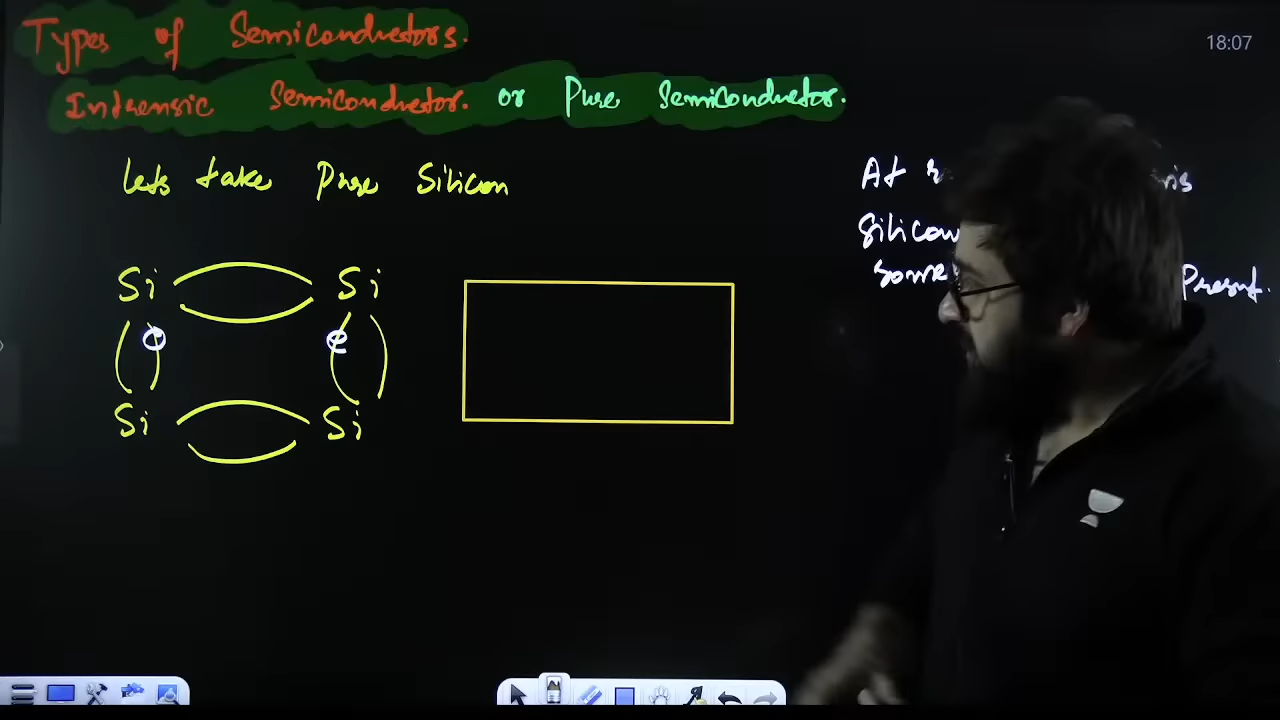 18:07
Types of Semiconductors.
Intrensic Semiconductor. or Pure Semiconductor.
Lets take Pure Silicon
At
Silicon
Some Present.
Si Si
e
Si Si